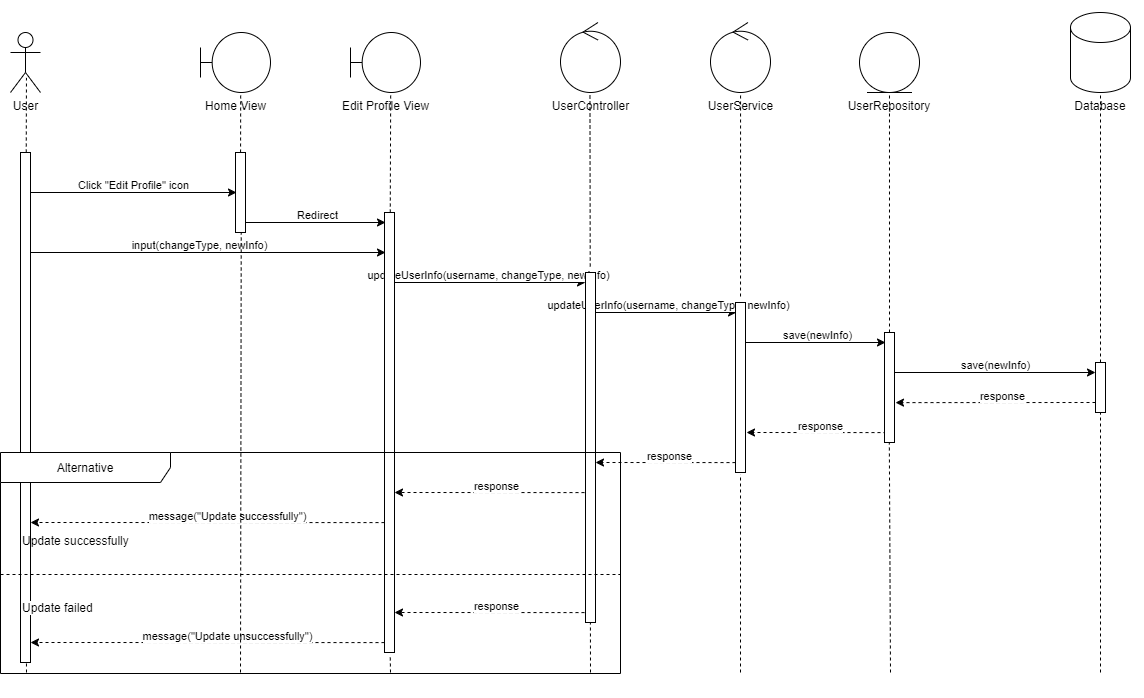 User
Home View
Edit Profile View
UserController
UserService
UserRepository
Database
Click "Edit Profile" icon
Redirect
input(changeType, newInfo)
updateUserInfo(username, changeType, newInfo)
updateUserInfo(username, changeType, newInfo)
save(newInfo)
save(newInfo)
response
response
response
Alternative
response
message("Update successfully")
Update successfully
Update failed
response
message("Update unsuccessfully")